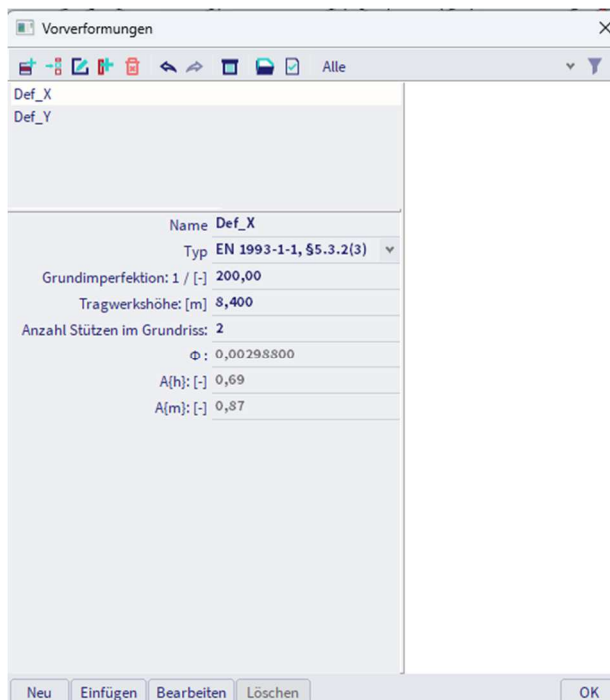 Vorverformungen
Alle
Def_X
Def_Y
Name Def_X
Typ EN 1993-1-1, §5.3.2(3)
Grundimperfektion: 1 / [-] 200,00
Tragwerkshöhe: [m] 8,400
Anzahl Stützen im Grundriss: 2
Φ : 0,00298800
A{h}: [-] 0,69
A{m}: [-] 0,87
Neu Einfügen Bearbeiten Löschen OK